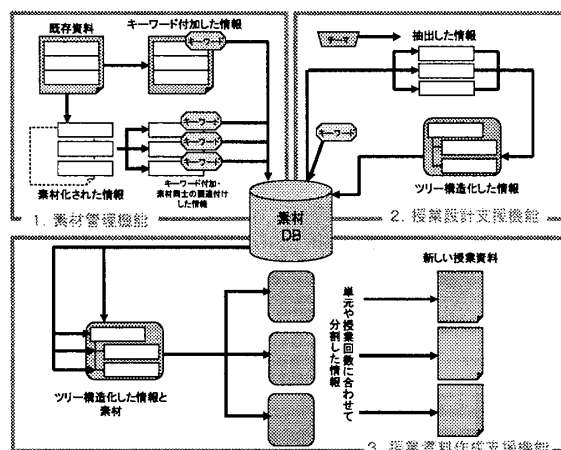 既存資料
キーワード付加した情報
キーワード
キーワード
キーワード
キーワード
素材化された情報
キーワード付加・
素材同士の関連付け
した情報
1. 素材管理機能
テーマ
抽出した情報
キーワード
ツリー構造化した情報
2. 授業設計支援機能
素材
DB
ツリー構造化した情報と
素材
単元や授業回数に合わせて
分割した情報
新しい授業資料
3. 授業資料作成支援機能